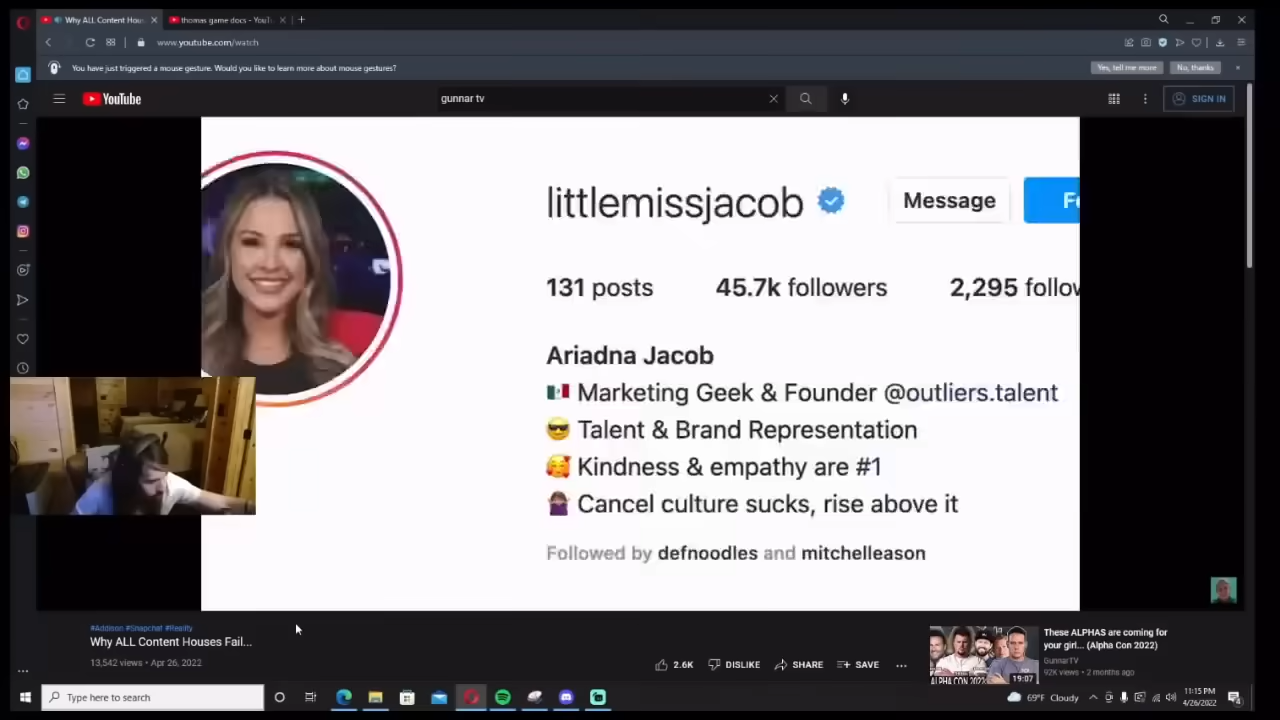 Why ALL Content Hous
thomas game docs - YouTu
www.youtube.com/watch
You have just triggered a mouse gesture. Would you like to learn more about mouse gestures?
Yes, tell me more
No, thanks
YouTube
gunnar tv
SIGN IN
littlemissjacob
Message
Fo
131 posts
45.7k followers
2,295 follow
Ariadna Jacob
Marketing Geek & Founder @outliers.talent
Talent & Brand Representation
Kindness & empathy are #1
Cancel culture sucks, rise above it
Followed by defnoodles and mitchelleason
#Addison #Snapchat #Reality
Why ALL Content Houses Fail...
13,542 views • Apr 26, 2022
2.6K
DISLIKE
SHARE
SAVE
These ALPHAS are coming for
your girl... (Alpha Con 2022)
GunnarTV
92K views • 2 months ago
ALPHA CON 2022
19:07
Type here to search
69°F Cloudy
11:15 PM
4/26/2022